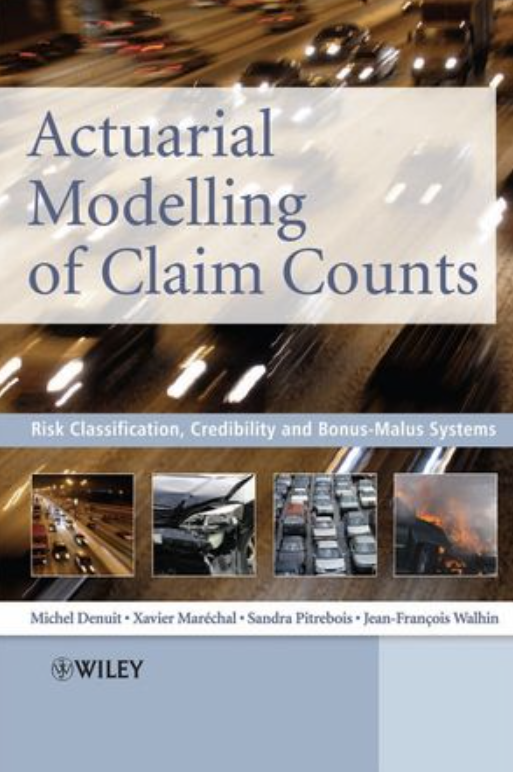 Actuarial
Modelling
of Claim Counts
Risk Classification, Credibility and Bonus-Malus Systems
Michel Denuit • Xavier Maréchal • Sandra Pitrebois • Jean-François Walhin
WILEY